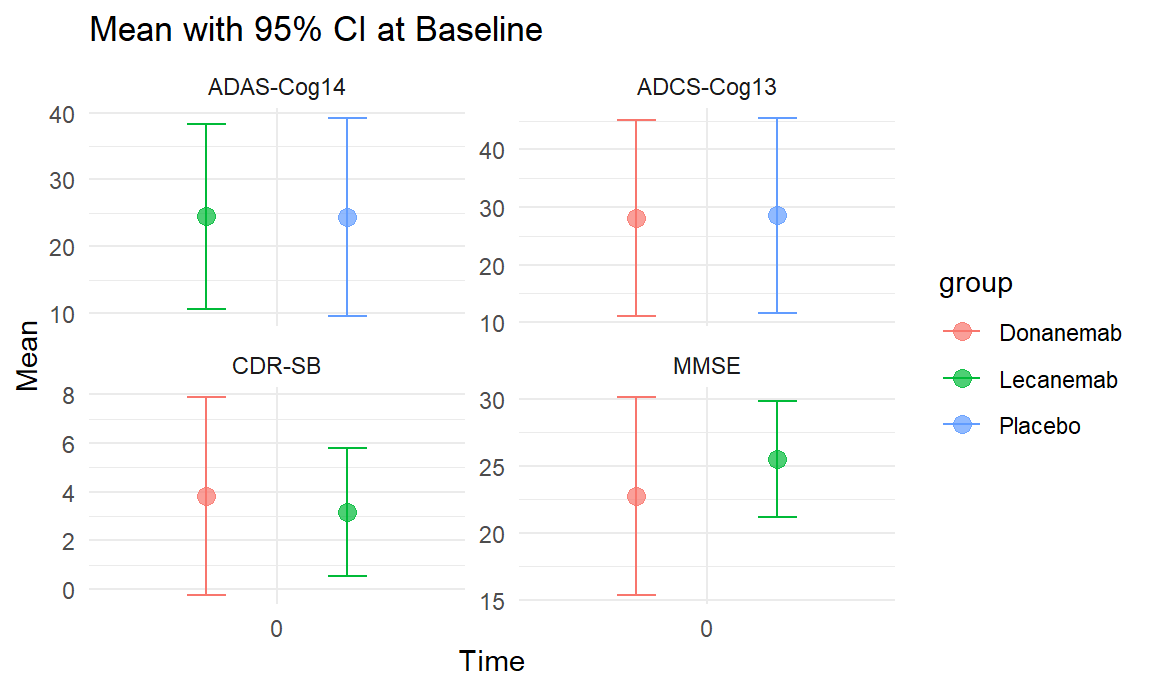 Mean with 95% CI at Baseline
ADAS-Cog14
ADCS-Cog13
40
30
20
10
40
30
20
10
CDR-SB
MMSE
8
6
4
2
0
30
25
20
15
0
0
Mean
Time
group
Donanemab
Lecanemab
Placebo